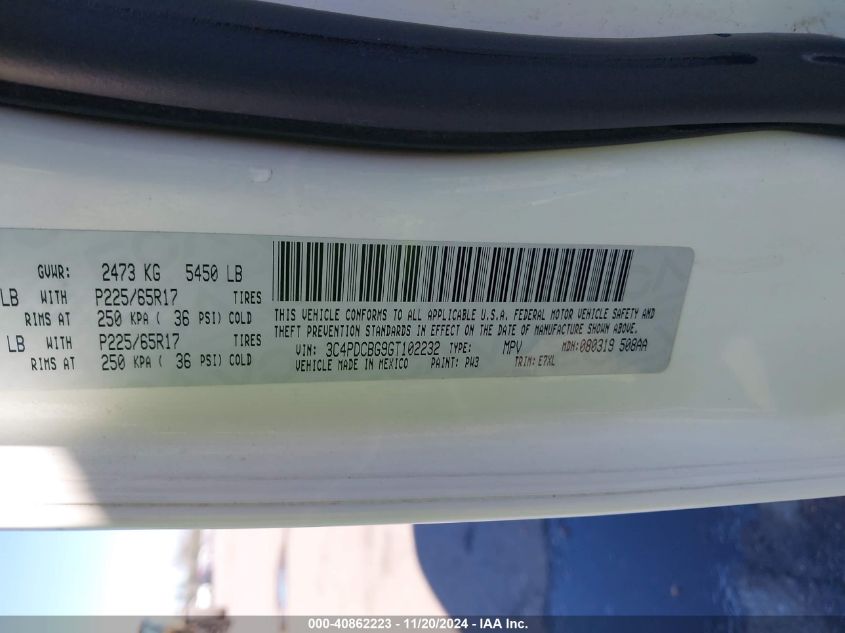 GVWR: 2473 KG 5450 LB
LB WITH P225/65R17 TIRES
RIMS AT 250 KPA ( 36 PSI) COLD
LB WITH P225/65R17 TIRES
RIMS AT 250 KPA ( 36 PSI) COLD
THIS VEHICLE CONFORMS TO ALL APPLICABLE U.S.A. FEDERAL MOTOR VEHICLE SAFETY AND
THEFT PREVENTION STANDARDS IN EFFECT ON THE DATE OF MANUFACTURE SHOWN ABOVE.
VIN: 3C4PDCBG9GT102232 TYPE: MPV MDH:080319 508AA
VEHICLE MADE IN MEXICO PAINT: PW3 TRIM: E7XL
000-40862223 - 11/20/2024 - IAA Inc.